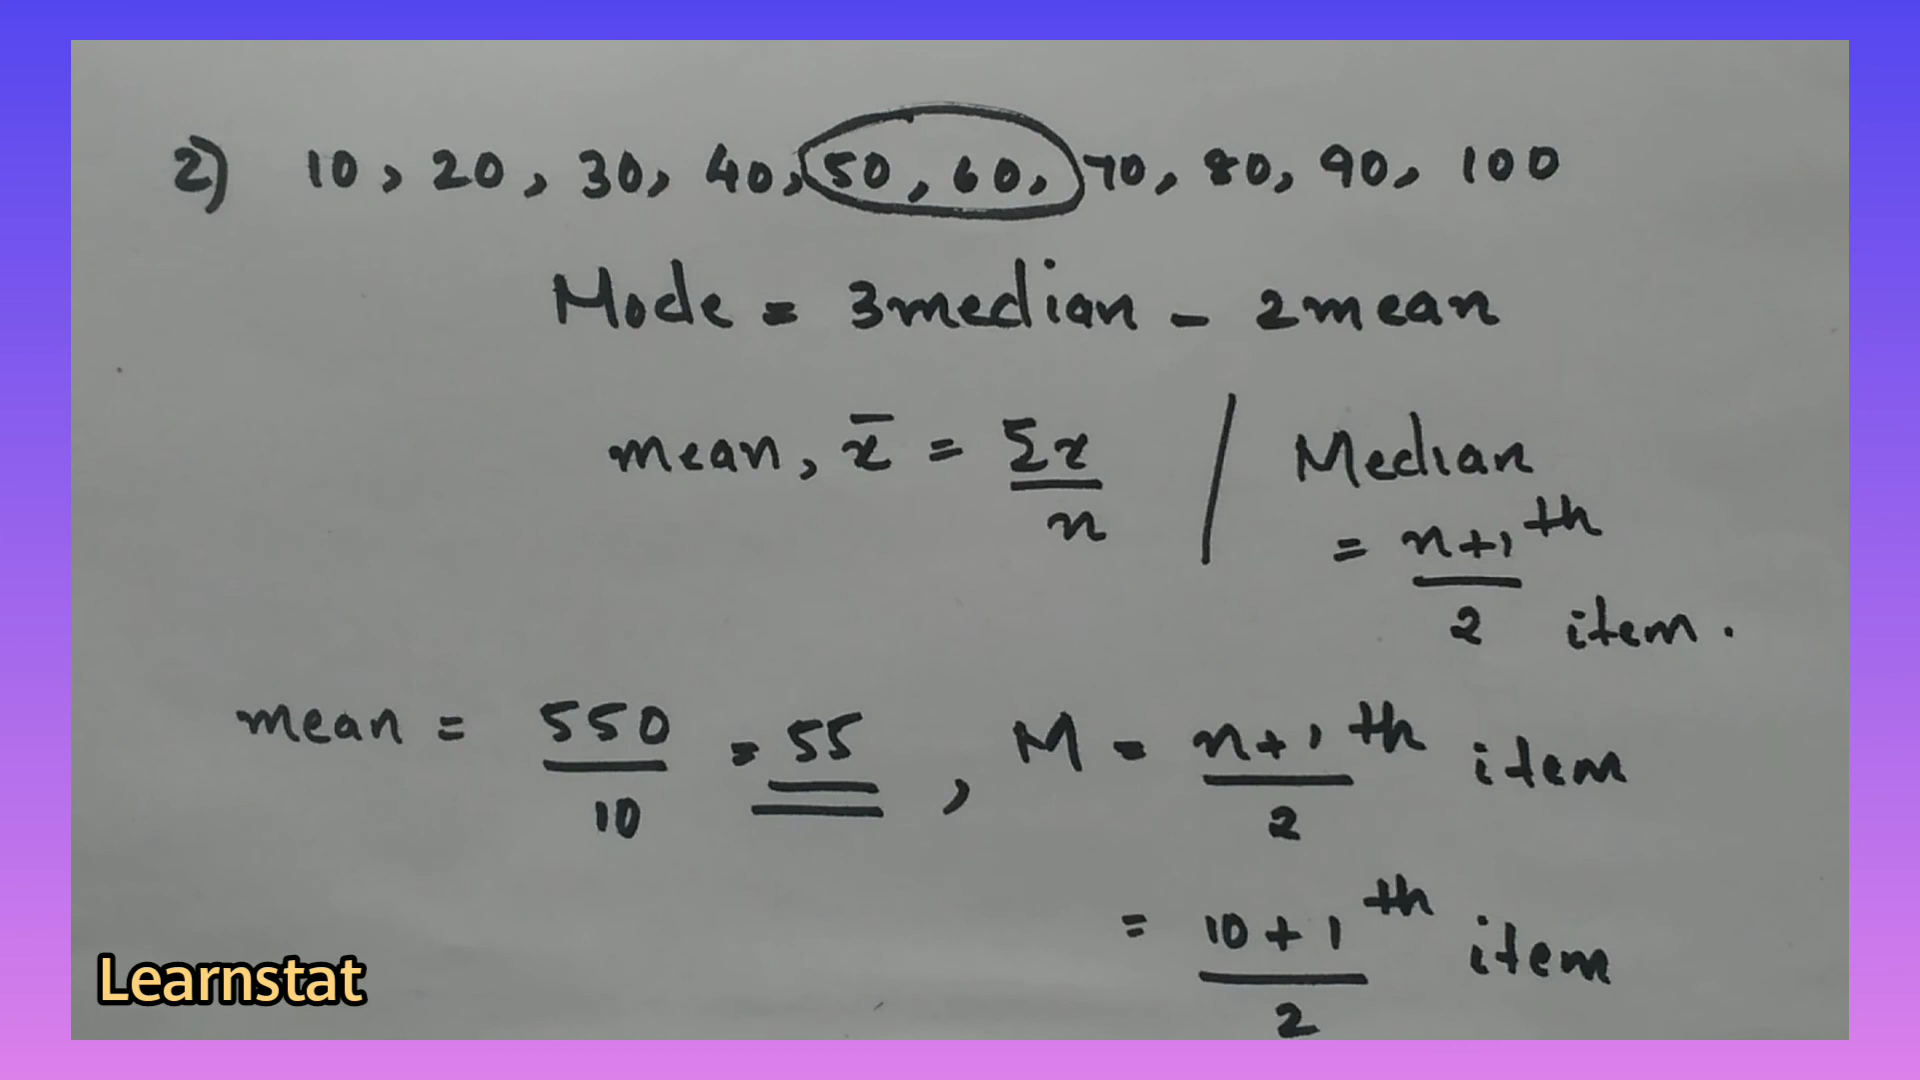 2) 10, 20, 30, 40, 50, 60, 70, 80, 90, 100
Mode = 3median - 2mean
mean, x̄ = Σx / n
Median
= n+1 / 2 th item.
mean = 550 / 10 = 55, M = n+1 / 2 th item
= 10+1 / 2 th item
Learnstat